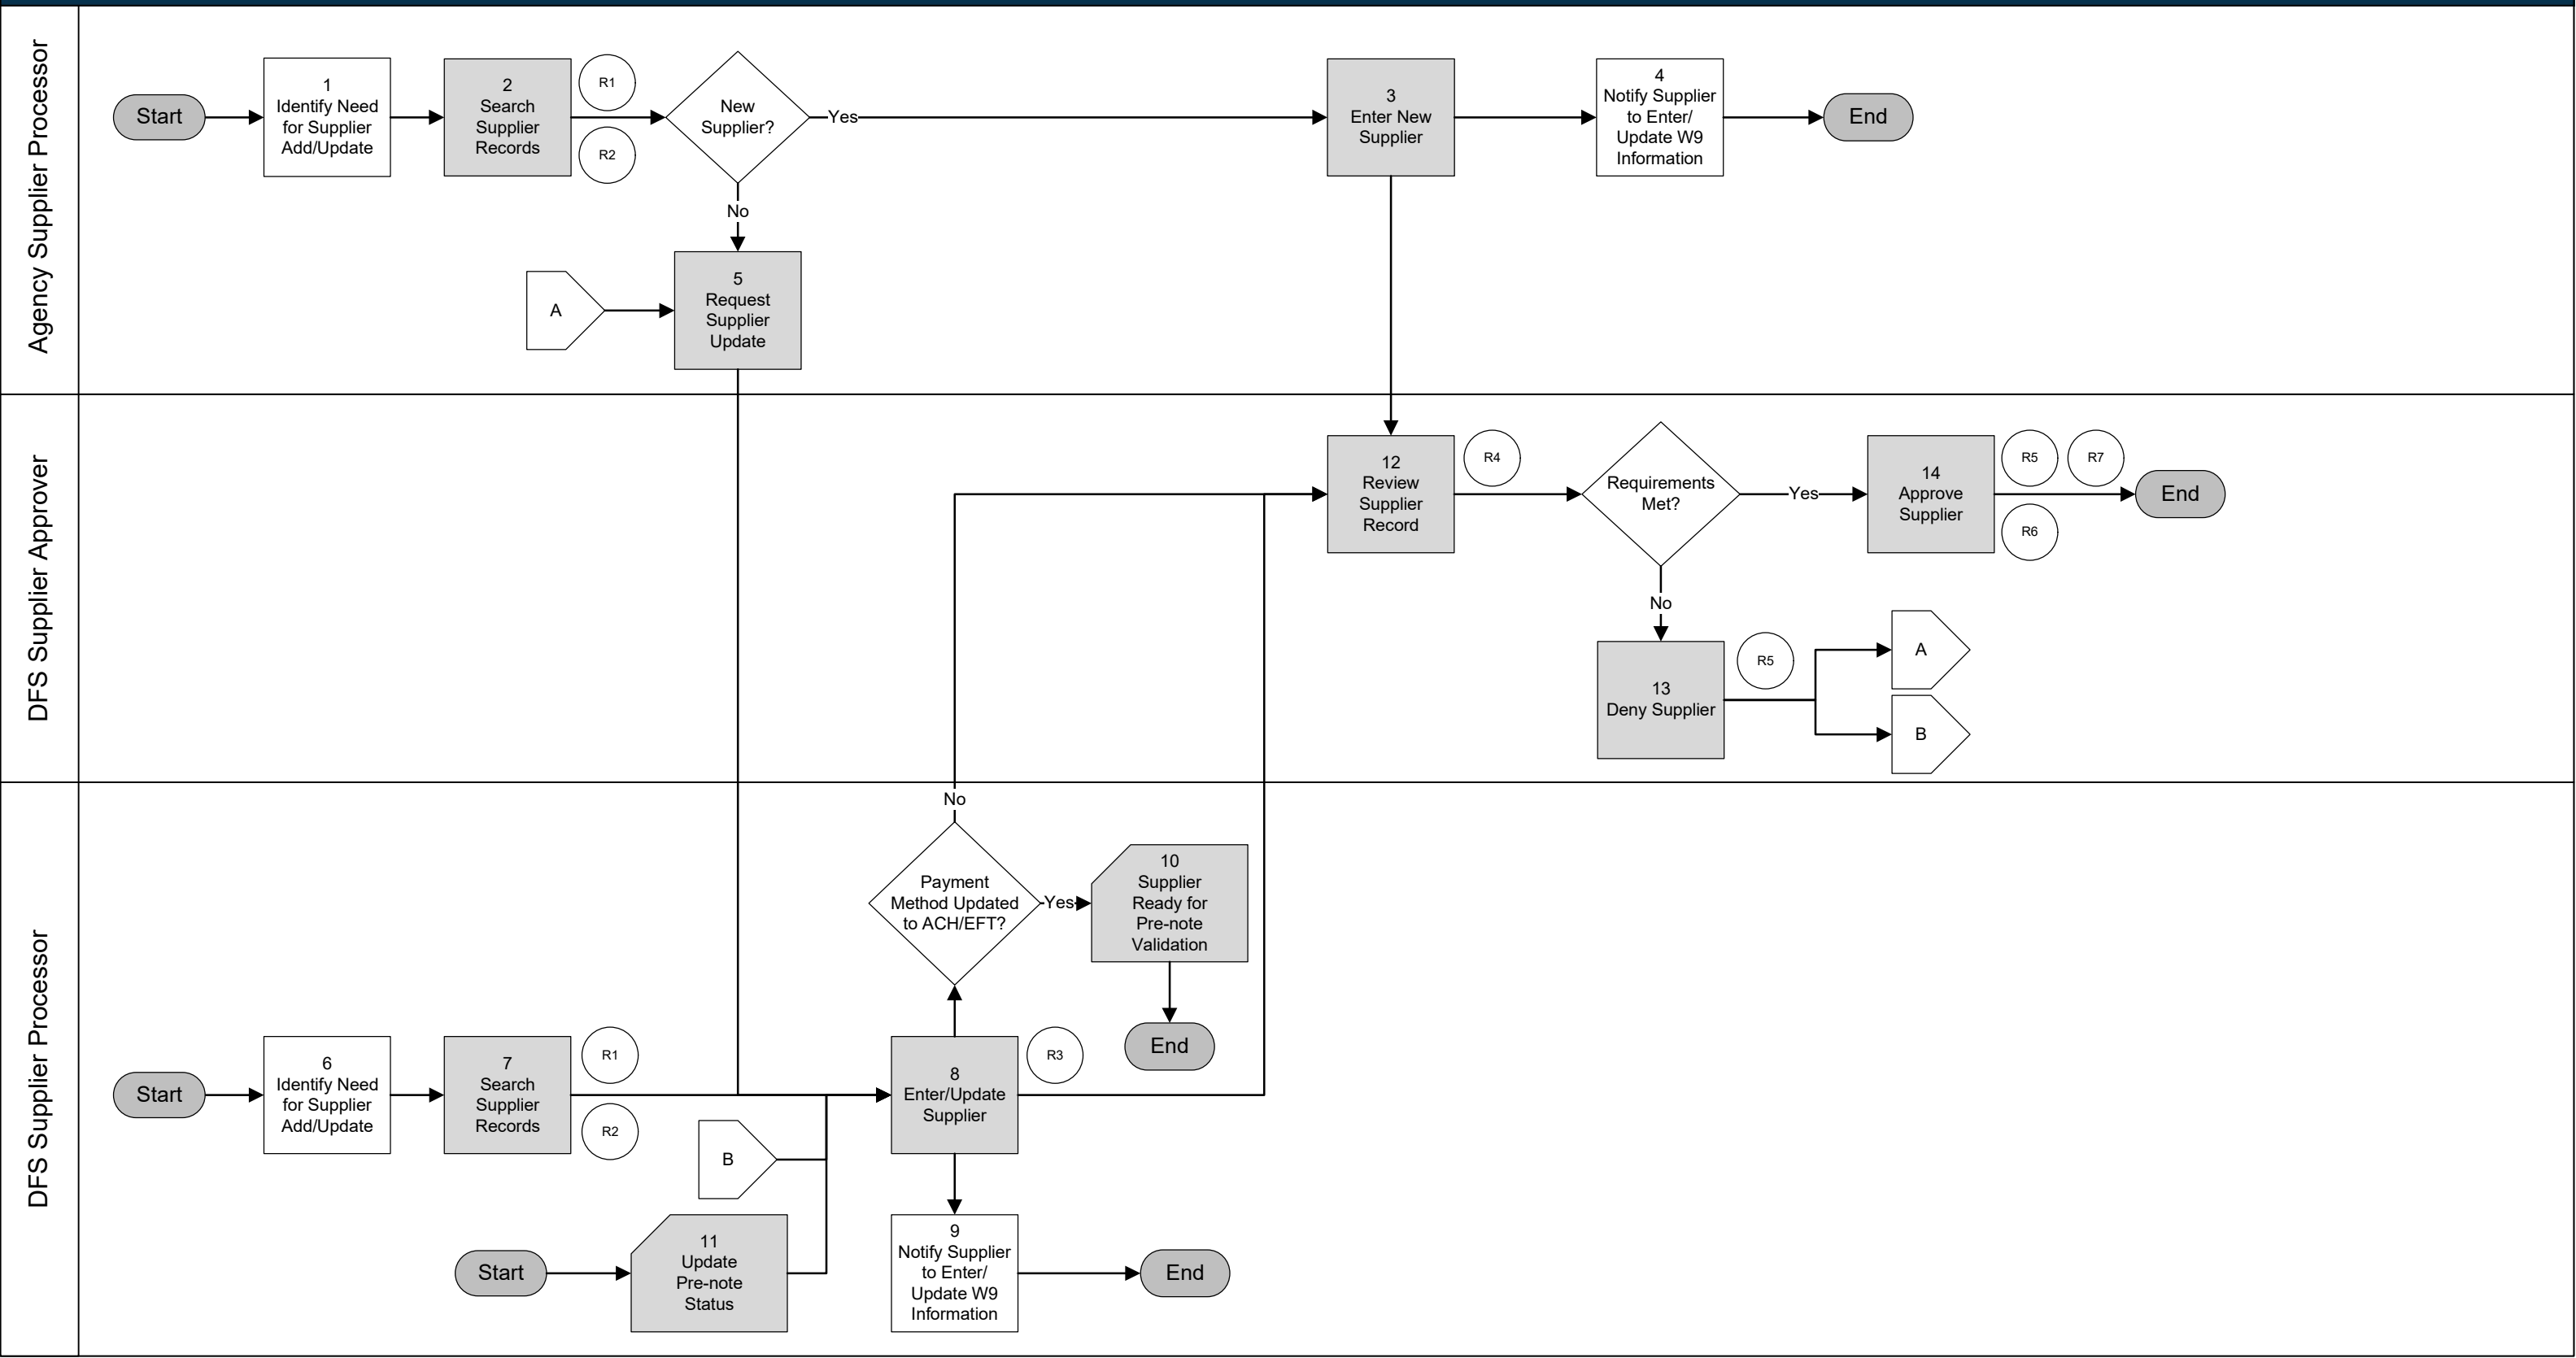 Agency Supplier Processor
Start
1
Identify Need
for Supplier
Add/Update
2
Search
Supplier
Records
R1
R2
New
Supplier?
Yes
No
3
Enter New
Supplier
4
Notify Supplier
to Enter/
Update W9
Information
End
A
5
Request
Supplier
Update
DFS Supplier Approver
12
Review
Supplier
Record
R4
Requirements
Met?
Yes
No
14
Approve
Supplier
R5
R7
R6
End
13
Deny Supplier
R5
A
B
DFS Supplier Processor
No
Payment
Method Updated
to ACH/EFT?
Yes
10
Supplier
Ready for
Pre-note
Validation
End
Start
6
Identify Need
for Supplier
Add/Update
7
Search
Supplier
Records
R1
R2
8
Enter/Update
Supplier
R3
B
Start
11
Update
Pre-note
Status
9
Notify Supplier
to Enter/
Update W9
Information
End